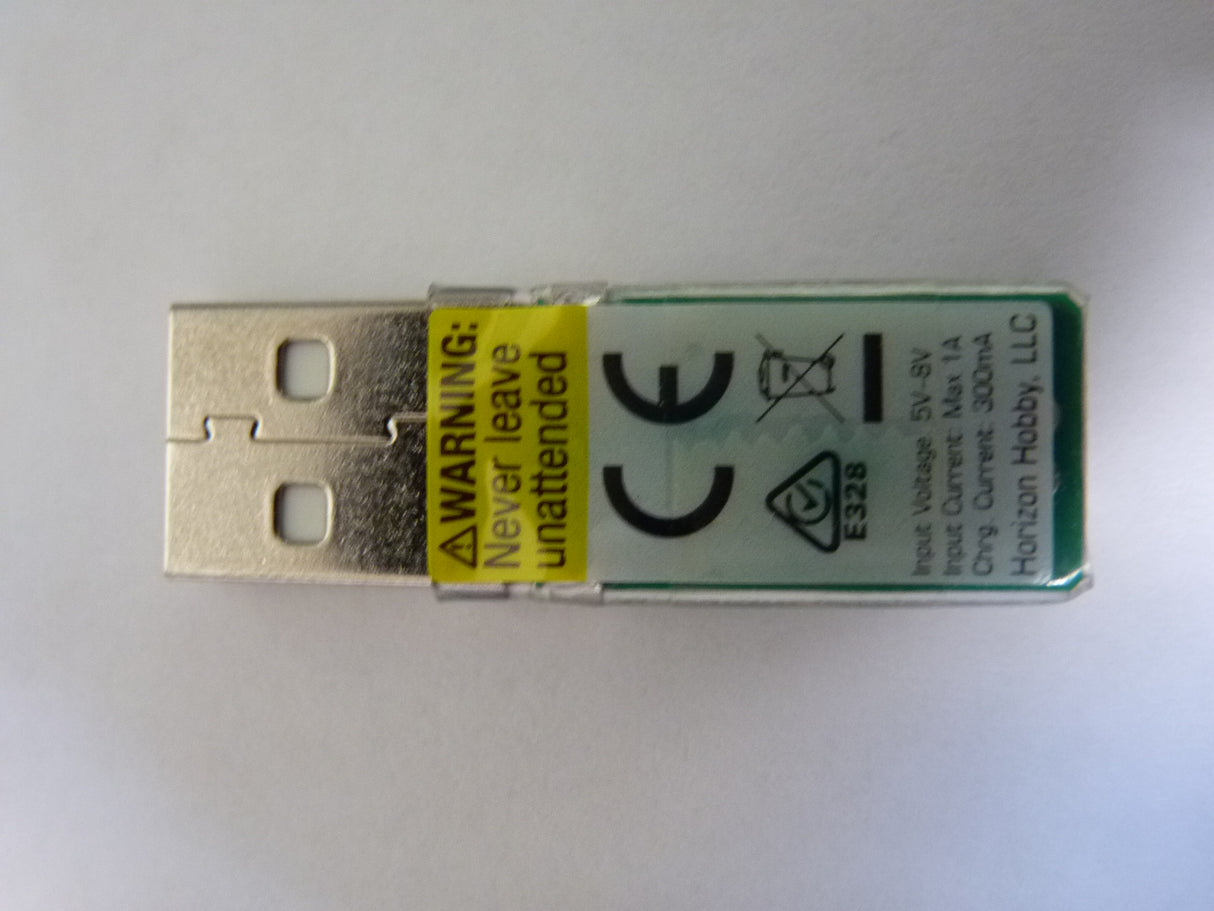 ⚠WARNING:
Never leave
unatttended
CE
E328
Input Voltage: 5V-8V
Input Current: Max 1A
Chrg. Current: 300mA
Horizon Hobby, LLC